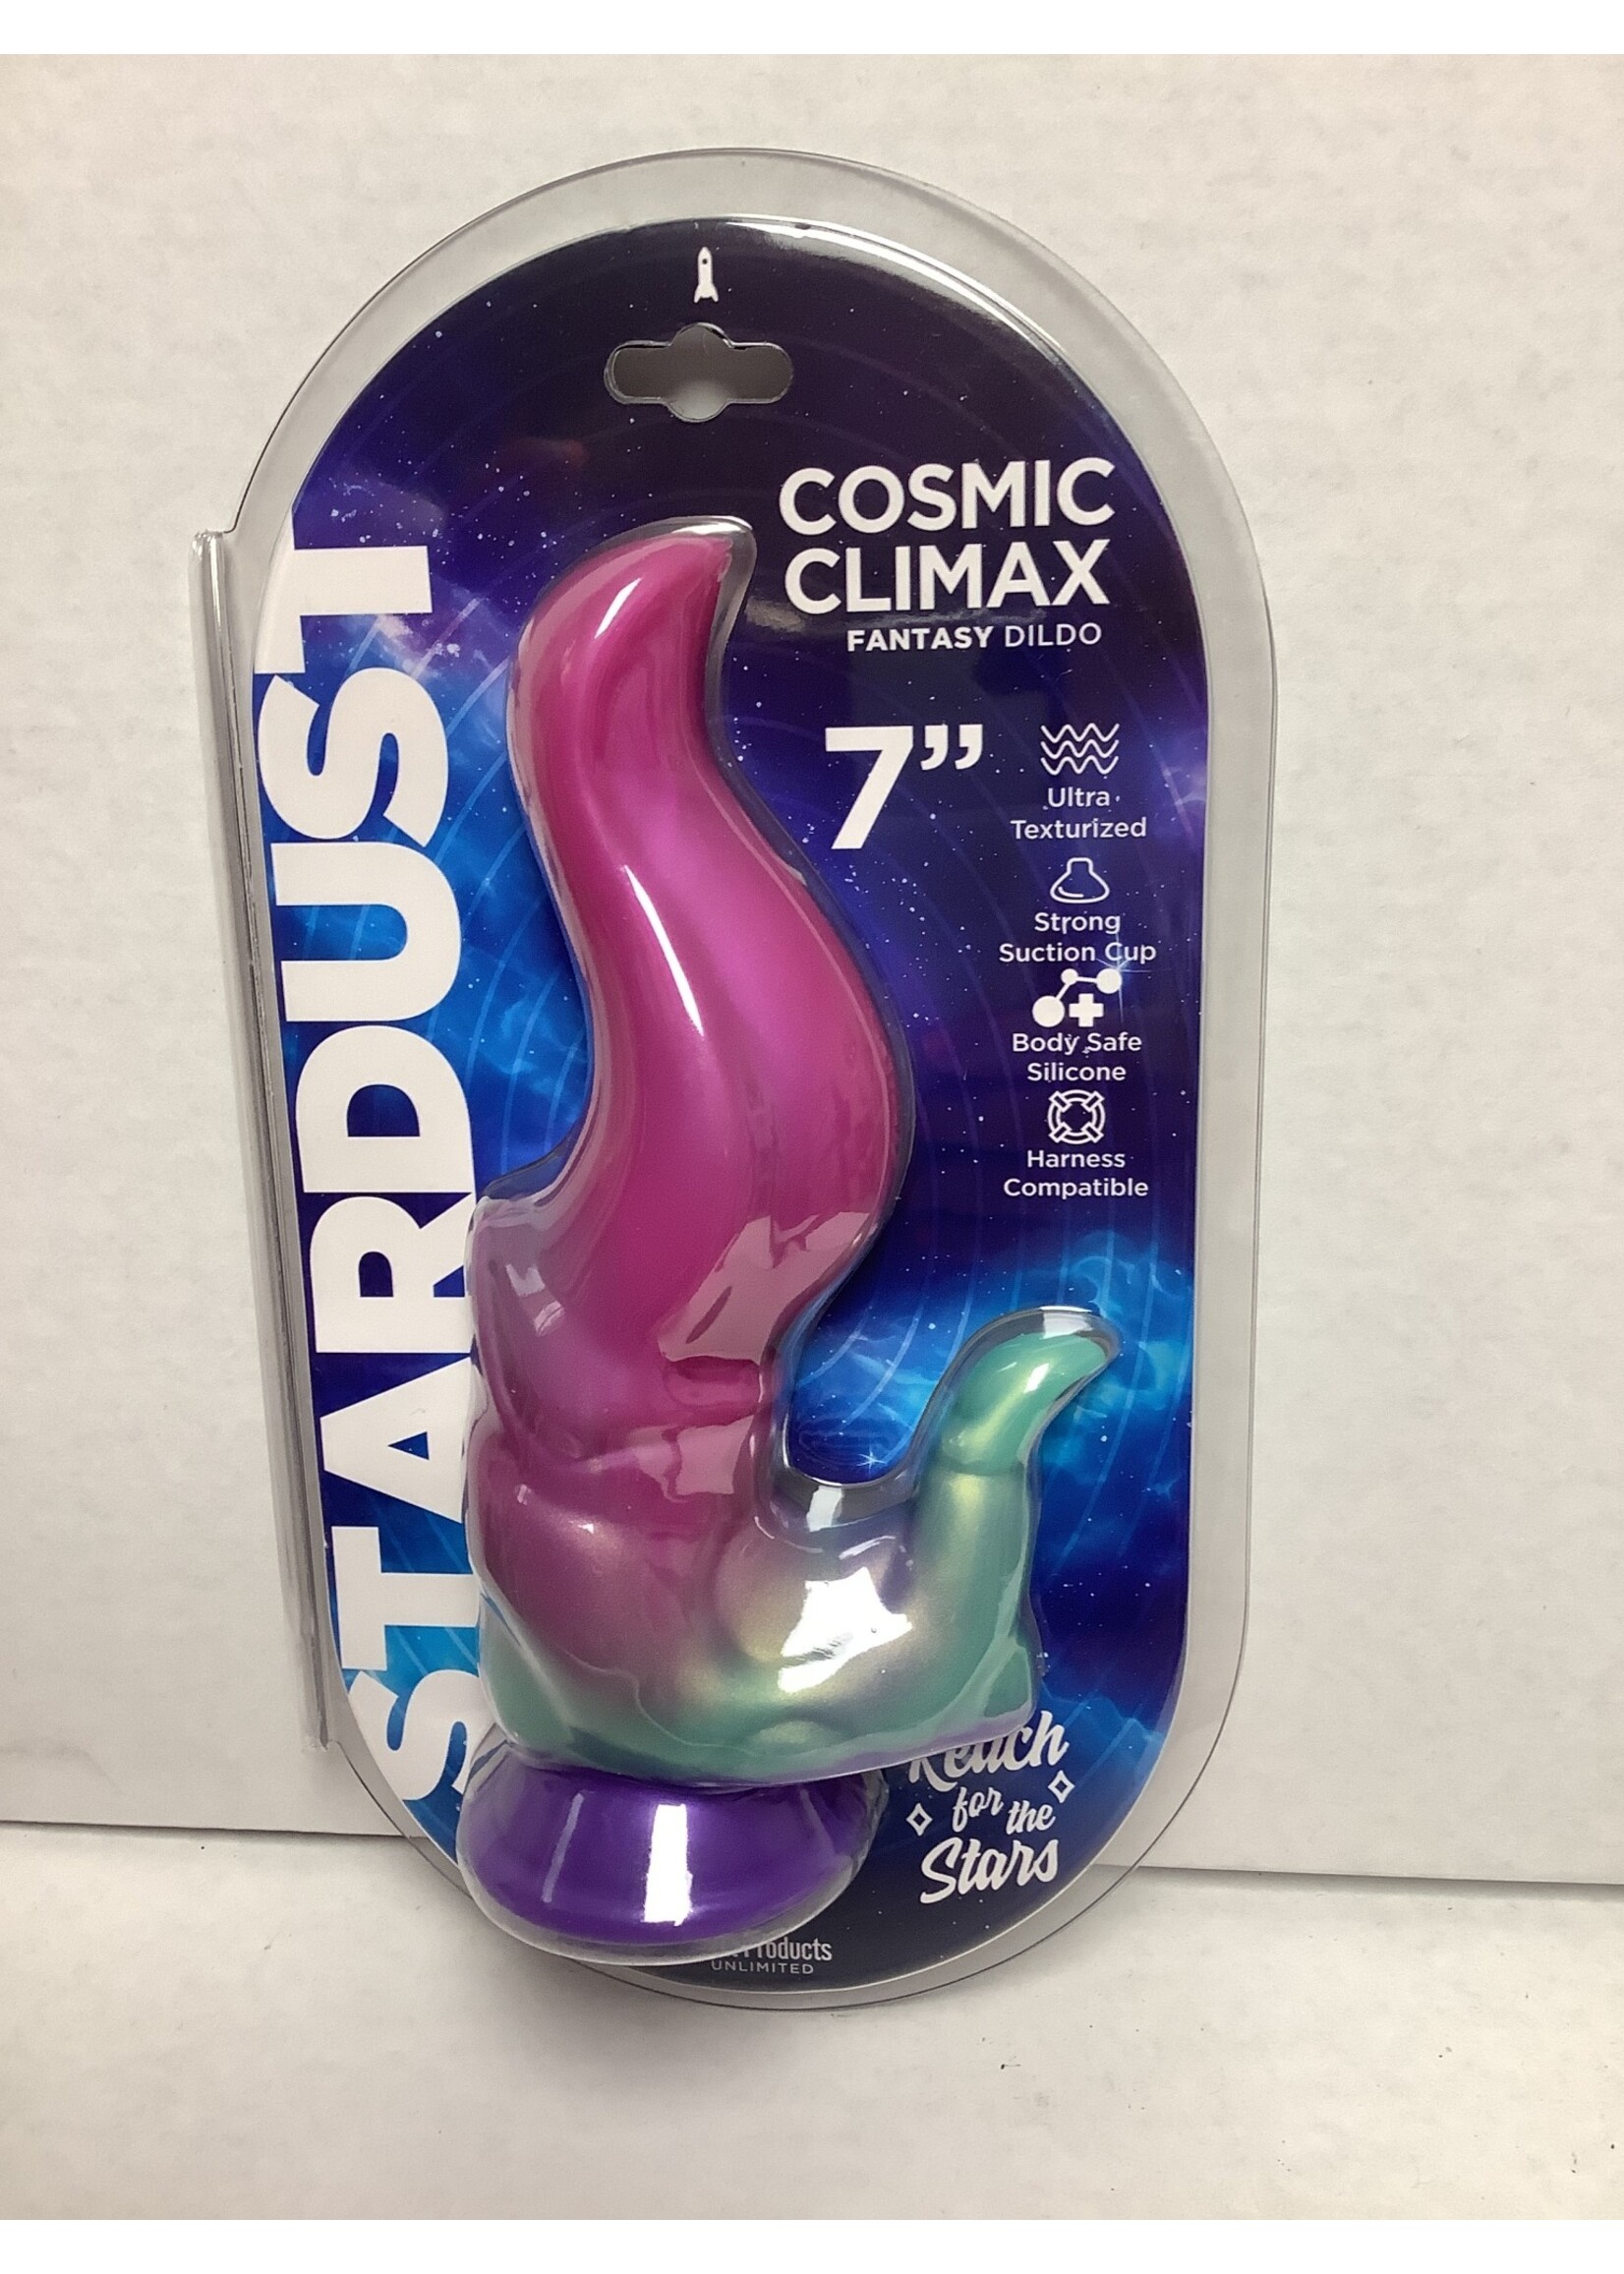 STARDUST
COSMIC
CLIMAX
FANTASY DILDO
7”
Ultra
Texturized
Strong
Suction Cup
Body Safe
Silicone
Harness
Compatible
Reach
for the
Stars
UNLIMITED